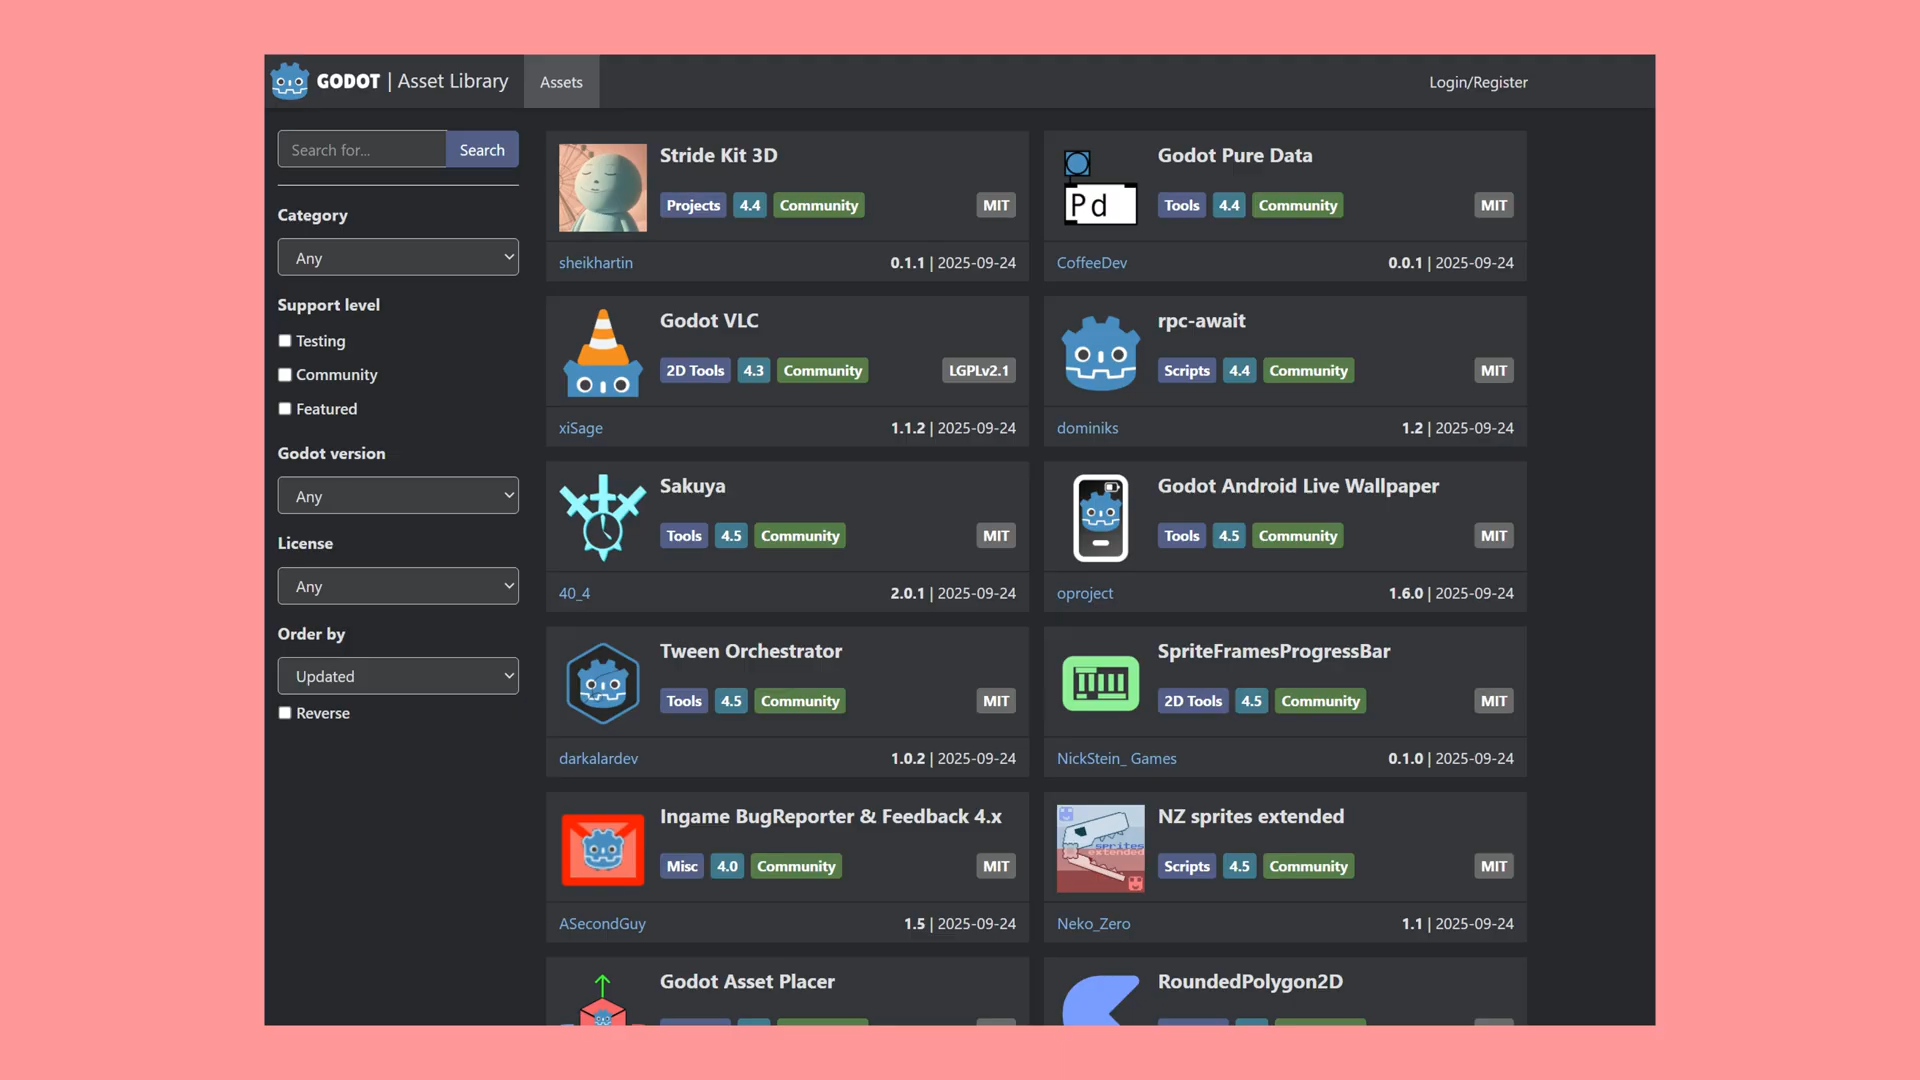 GODOT | Asset Library
Assets
Login/Register
Search for...
Search
Category
Any
Support level
Testing
Community
Featured
Godot version
Any
License
Any
Order by
Updated
Reverse
Stride Kit 3D
Projects 4.4 Community MIT
sheikhartin 0.1.1 | 2025-09-24
Pd
Godot Pure Data
Tools 4.4 Community MIT
CoffeeDev 0.0.1 | 2025-09-24
Godot VLC
2D Tools 4.3 Community LGPLv2.1
xiSage 1.1.2 | 2025-09-24
rpc-await
Scripts 4.4 Community MIT
dominiks 1.2 | 2025-09-24
Sakuya
Tools 4.5 Community MIT
40_4 2.0.1 | 2025-09-24
Godot Android Live Wallpaper
Tools 4.5 Community MIT
oproject 1.6.0 | 2025-09-24
Tween Orchestrator
Tools 4.5 Community MIT
darkalardev 1.0.2 | 2025-09-24
SpriteFramesProgressBar
2D Tools 4.5 Community MIT
NickStein_ Games 0.1.0 | 2025-09-24
Ingame BugReporter & Feedback 4.x
Misc 4.0 Community MIT
ASecondGuy 1.5 | 2025-09-24
sprites
extended
NZ sprites extended
Scripts 4.5 Community MIT
Neko_Zero 1.1 | 2025-09-24
Godot Asset Placer
RoundedPolygon2D